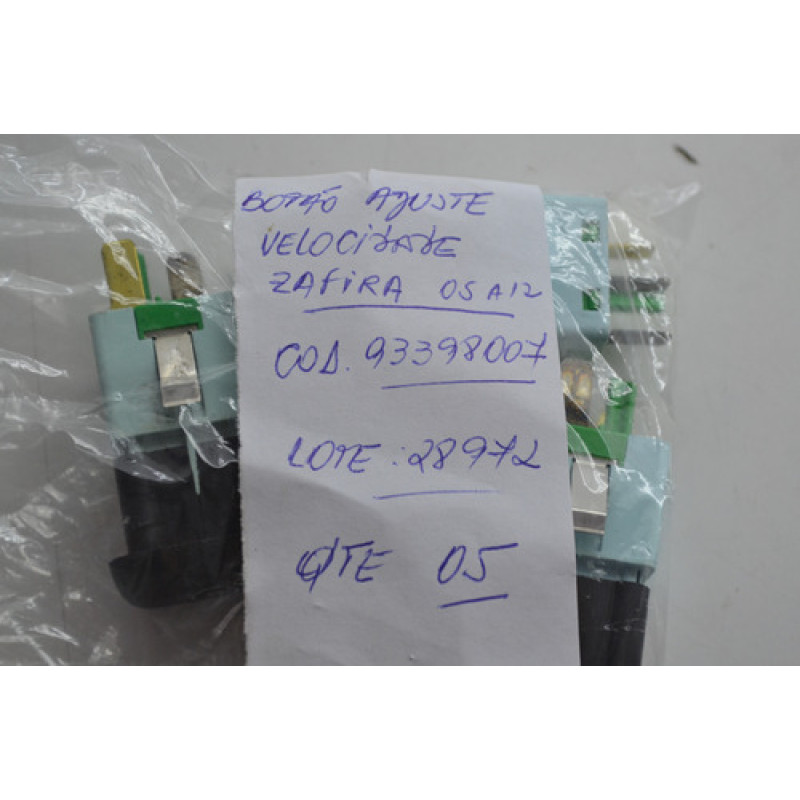 BOTÃO AJUSTE
VELOCIDADE
ZAFIRA 05 A 12
COD. 93398007
LOTE: 28972
QTE 05